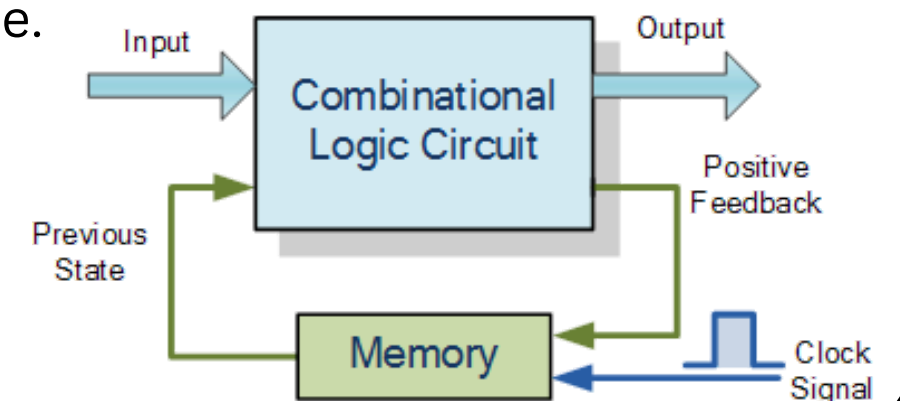 e.
Input
Output
Combinational
Logic Circuit
Positive
Feedback
Previous
State
Memory
Clock
Signal